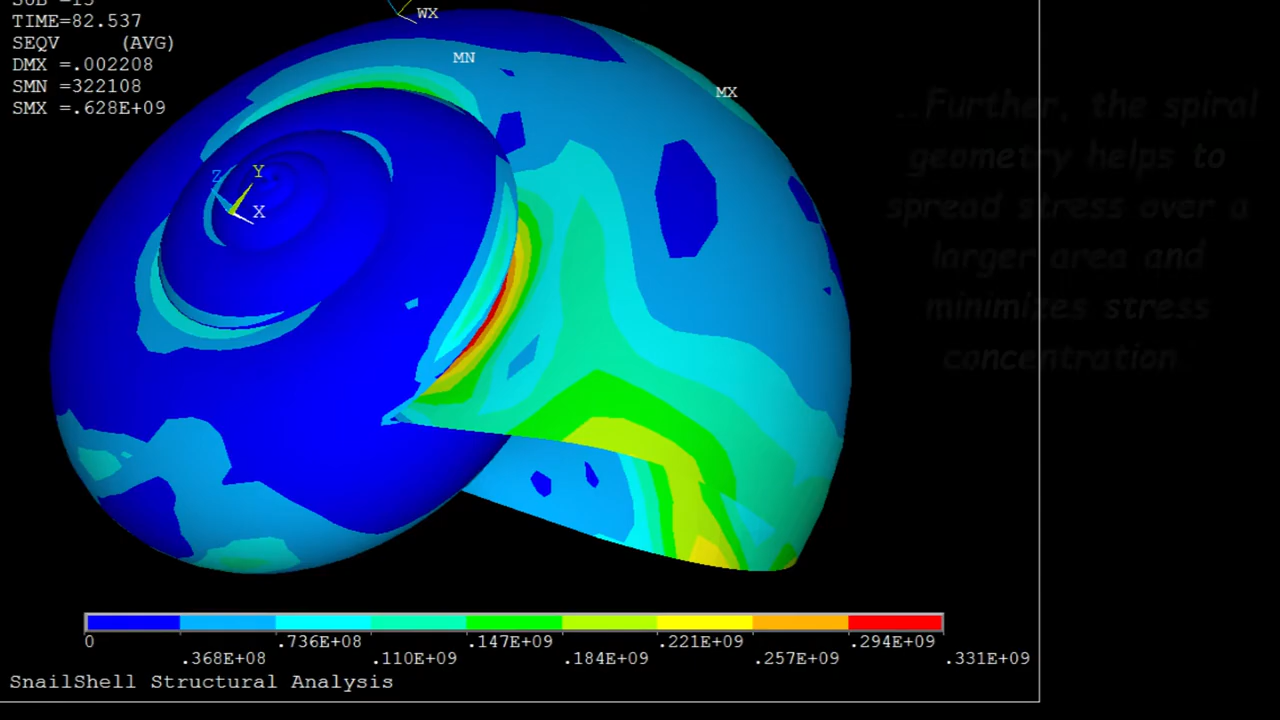 SUB =15
WX
TIME=82.537
SEQV (AVG)
MN
DMX =.002208
SMN =322108
MX
SMX =.628E+09
Z Y
X
..Further, the spiral
geometry helps to
spread stress over a
larger area and
minimizes stress
concentration
0 .736E+08 .147E+09 .221E+09 .294E+09
.368E+08 .110E+09 .184E+09 .257E+09 .331E+09
SnailShell Structural Analysis